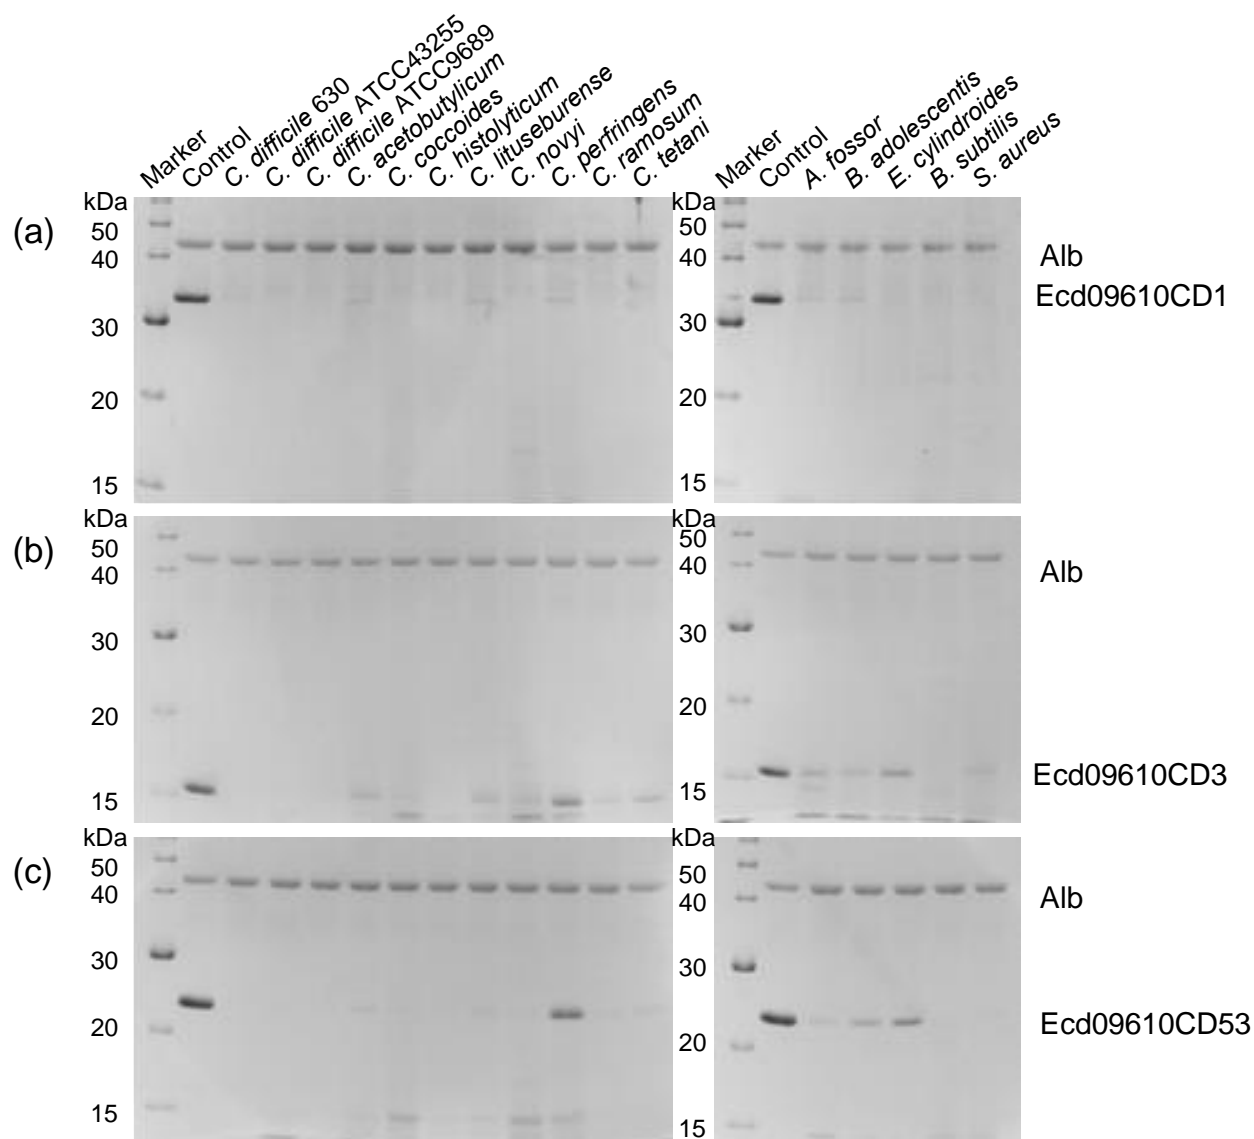 Marker
Control
C. difficile 630
C. difficile ATCC43255
C. difficile ATCC9689
C. acetobutylicum
C. coccoides
C. histolyticum
C. lituseburense
C. novyi
C. perfringens
C. ramosum
C. tetani
Marker
Control
A. fossor
B. adolescentis
E. cylindroides
B. subtilis
S. aureus
(a)
kDa
50
40
30
20
15
kDa
50
40
30
20
15
Alb
Ecd09610CD1
(b)
kDa
50
40
30
20
15
kDa
50
40
30
20
15
Alb
Ecd09610CD3
(c)
kDa
50
40
30
20
15
kDa
50
40
30
20
15
Alb
Ecd09610CD53